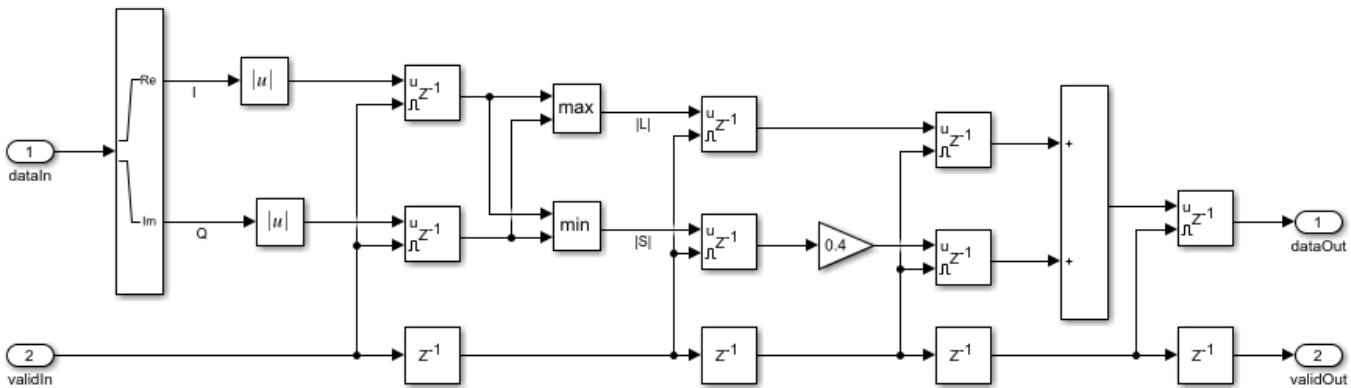 Re
I
|u|
u
Z-1
max
|L|
u
Z-1
u
Z-1
+
1
dataIn
Im
Q
|u|
u
Z-1
min
|S|
u
Z-1
0.4
u
Z-1
+
u
Z-1
1
dataOut
2
validIn
Z-1
Z-1
Z-1
Z-1
2
validOut